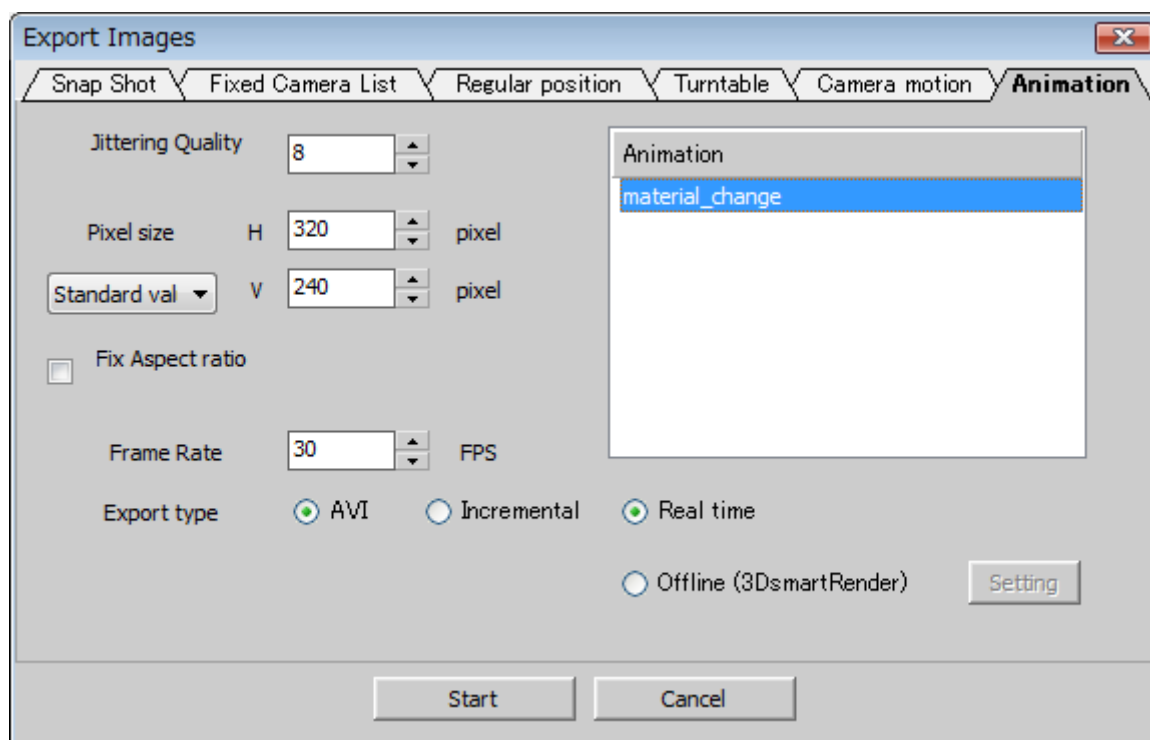 Export Images
Snap Shot Fixed Camera List Regular position Turntable Camera motion Animation
Jittering Quality 8
Animation
material_change
Pixel size H 320 pixel
Standard val V 240 pixel
Fix Aspect ratio
Frame Rate 30 FPS
Export type AVI Incremental Real time
Offline (3DsmartRender) Setting
Start Cancel